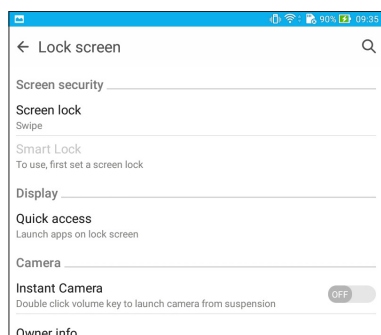 90% 09:35
Lock screen
Screen security
Screen lock
Swipe
Smart Lock
To use, first set a screen lock
Display
Quick access
Launch apps on lock screen
Camera
Instant Camera
OFF
Double click volume key to launch camera from suspension
Owner info